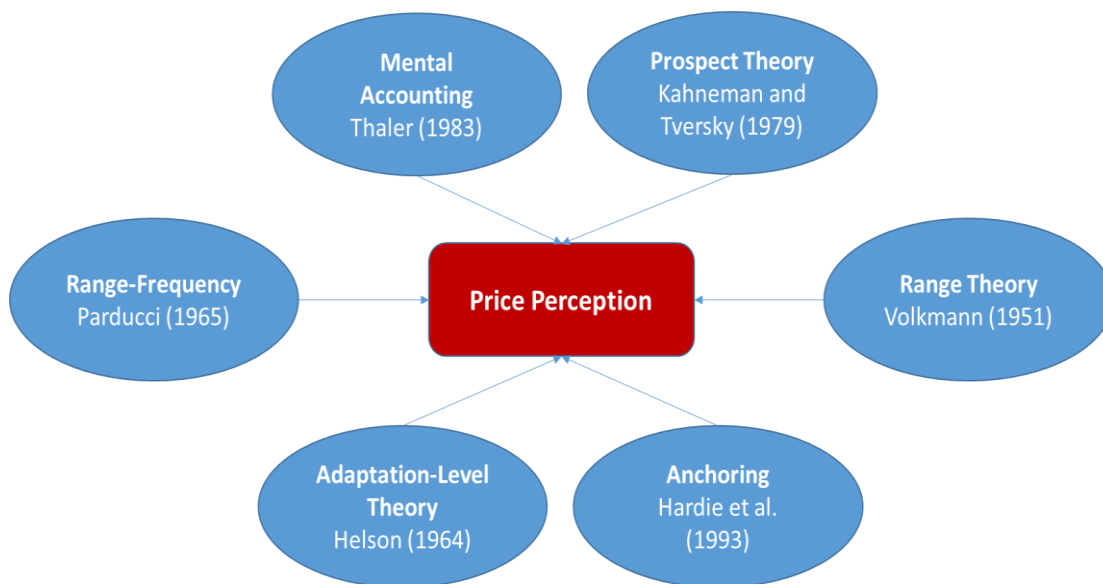 Mental
Accounting
Thaler (1983)
Prospect Theory
Kahneman and
Tversky (1979)
Range-Frequency
Parducci (1965)
Price Perception
Range Theory
Volkmann (1951)
Adaptation-Level
Theory
Helson (1964)
Anchoring
Hardie et al.
(1993)